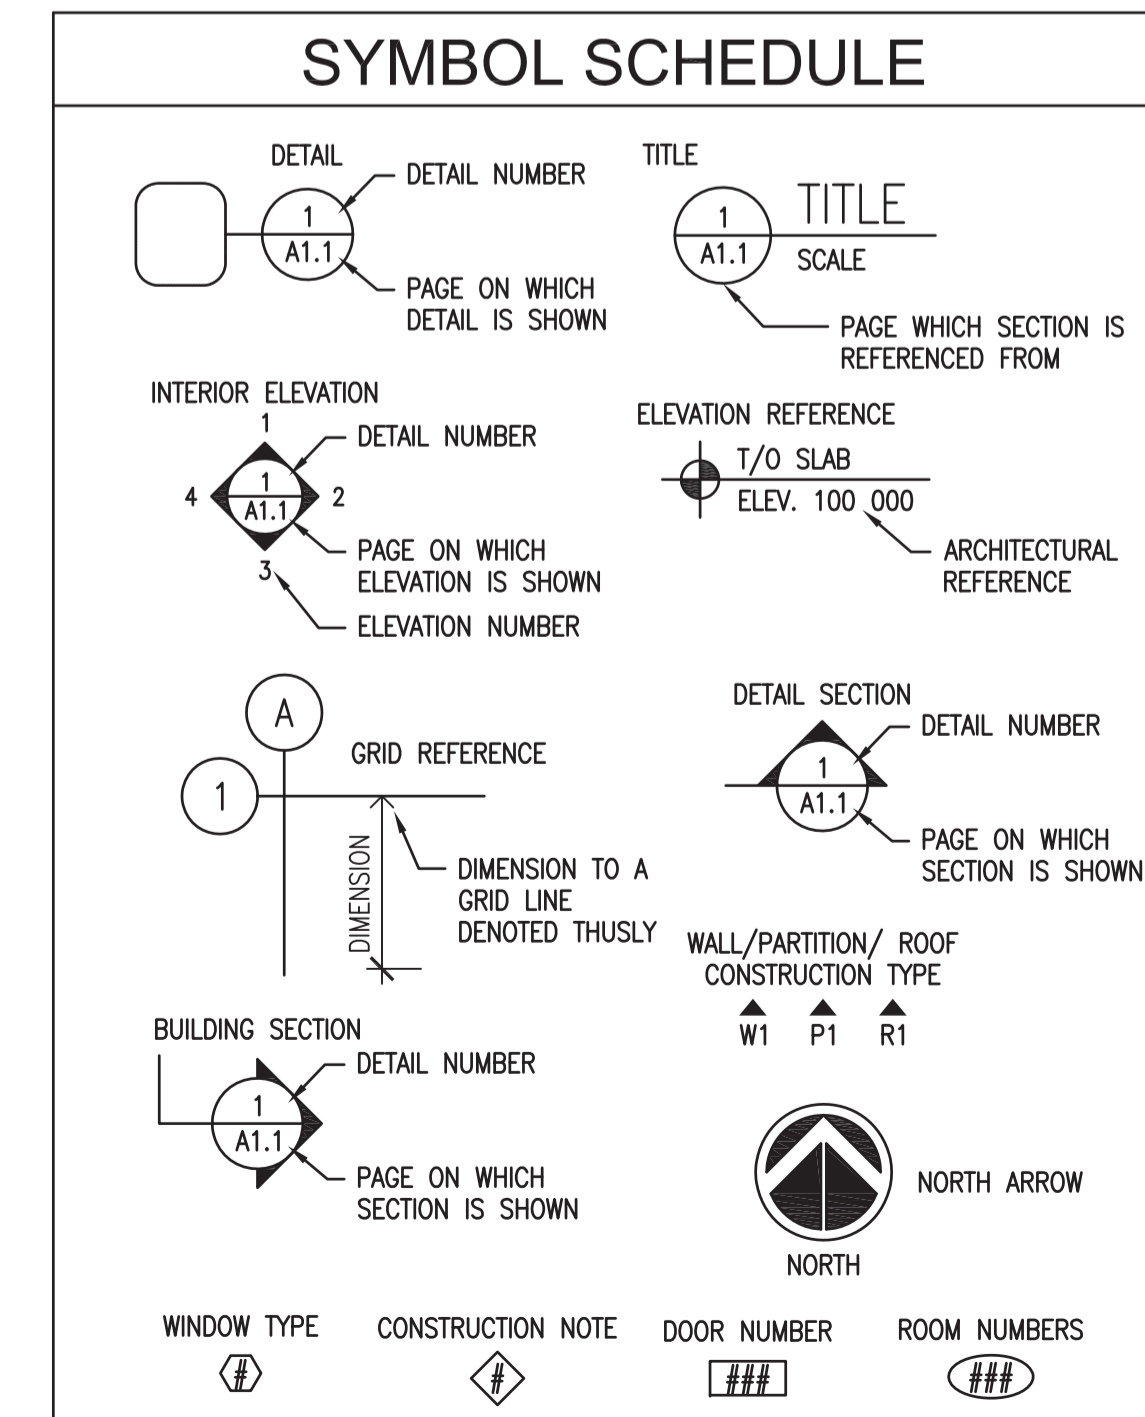 SYMBOL SCHEDULE
DETAIL
DETAIL NUMBER
1
A1.1
PAGE ON WHICH
DETAIL IS SHOWN
TITLE
1
A1.1
TITLE
SCALE
PAGE WHICH SECTION IS
REFERENCED FROM
INTERIOR ELEVATION
1
DETAIL NUMBER
4
1
A1.1
2
PAGE ON WHICH
ELEVATION IS SHOWN
3
ELEVATION NUMBER
ELEVATION REFERENCE
T/O SLAB
ELEV. 100 000
ARCHITECTURAL
REFERENCE
A
1
GRID REFERENCE
DIMENSION
DIMENSION TO A
GRID LINE
DENOTED THUSLY
DETAIL SECTION
DETAIL NUMBER
1
A1.1
PAGE ON WHICH
SECTION IS SHOWN
WALL/PARTITION/ ROOF
CONSTRUCTION TYPE
W1 P1 R1
BUILDING SECTION
DETAIL NUMBER
1
A1.1
PAGE ON WHICH
SECTION IS SHOWN
NORTH ARROW
NORTH
WINDOW TYPE
#
CONSTRUCTION NOTE
#
DOOR NUMBER
###
ROOM NUMBERS
###